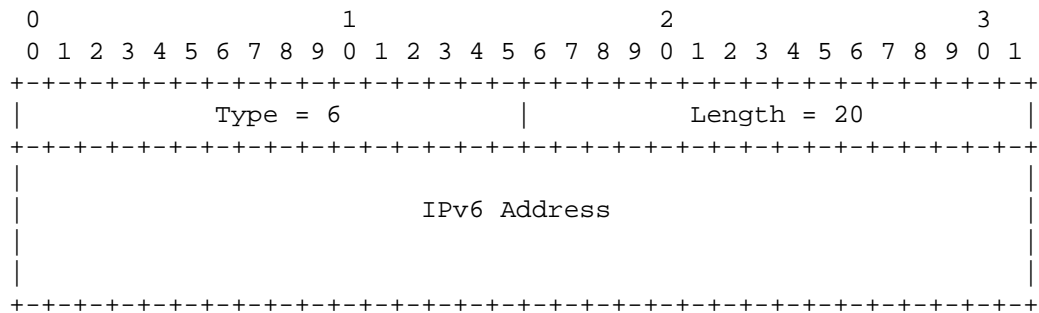 0                   1                   2                   3
 0 1 2 3 4 5 6 7 8 9 0 1 2 3 4 5 6 7 8 9 0 1 2 3 4 5 6 7 8 9 0 1
+-+-+-+-+-+-+-+-+-+-+-+-+-+-+-+-+-+-+-+-+-+-+-+-+-+-+-+-+-+-+-+-+
|            Type = 6           |          Length = 20          |
+-+-+-+-+-+-+-+-+-+-+-+-+-+-+-+-+-+-+-+-+-+-+-+-+-+-+-+-+-+-+-+-+
|                                                               |
|                         IPv6 Address                          |
|                                                               |
|                                                               |
+-+-+-+-+-+-+-+-+-+-+-+-+-+-+-+-+-+-+-+-+-+-+-+-+-+-+-+-+-+-+-+-+